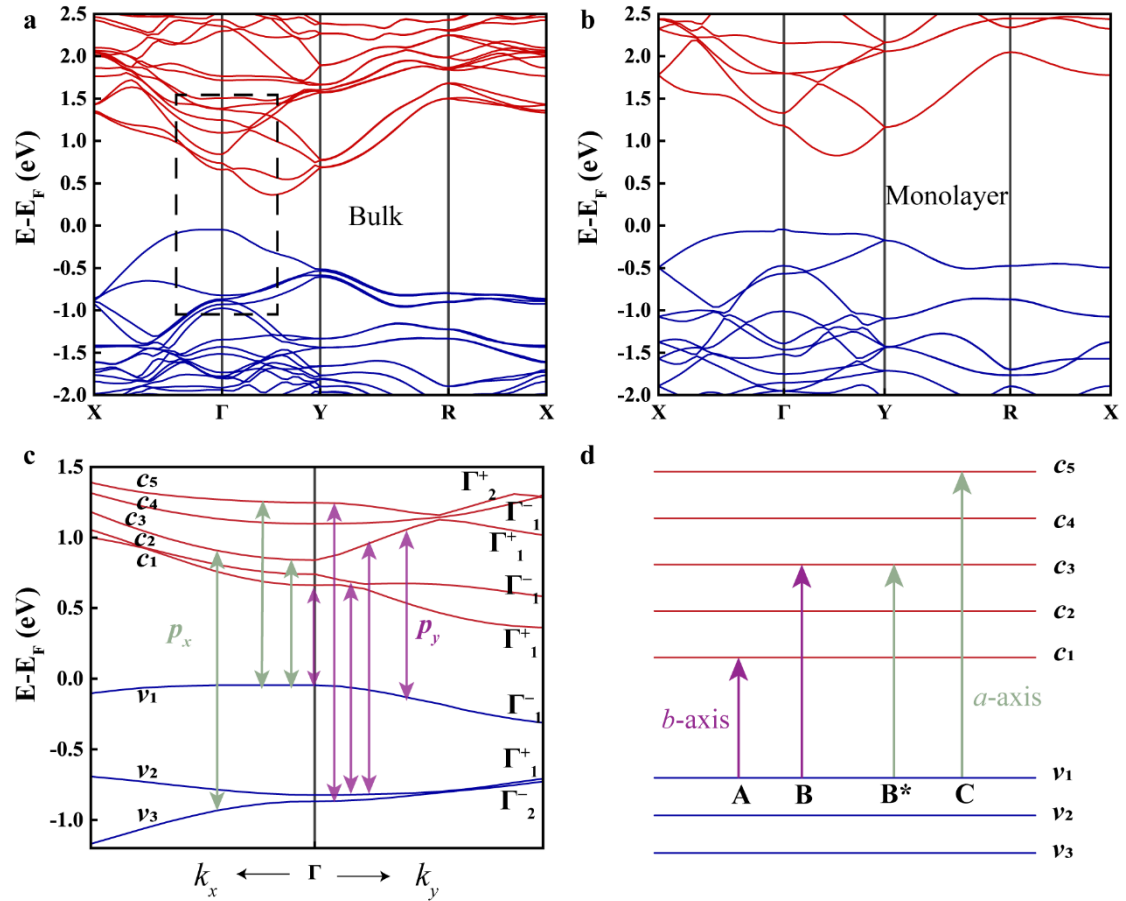 a
b
2.5
2.0
1.5
1.0
0.5
0.0
-0.5
-1.0
-1.5
-2.0
E-E_F (eV)
Bulk
X Γ Y R X
2.5
2.0
1.5
1.0
0.5
0.0
-0.5
-1.0
-1.5
-2.0
E-E_F (eV)
Monolayer
X Γ Y R X
c
1.5
1.0
0.5
0.0
-0.5
-1.0
E-E_F (eV)
c₅
c₄
c₃
c₂
c₁
p_x
p_y
v₁
v₂
v₃
Γ⁺₂
Γ⁻₁
Γ⁺₁
Γ⁻₁
Γ⁺₁
Γ⁻₁
Γ⁺₁
Γ⁻₂
k_x ← Γ → k_y
d
c₅
c₄
c₃
c₂
c₁
b-axis
a-axis
v₁
A B B* C
v₂
v₃